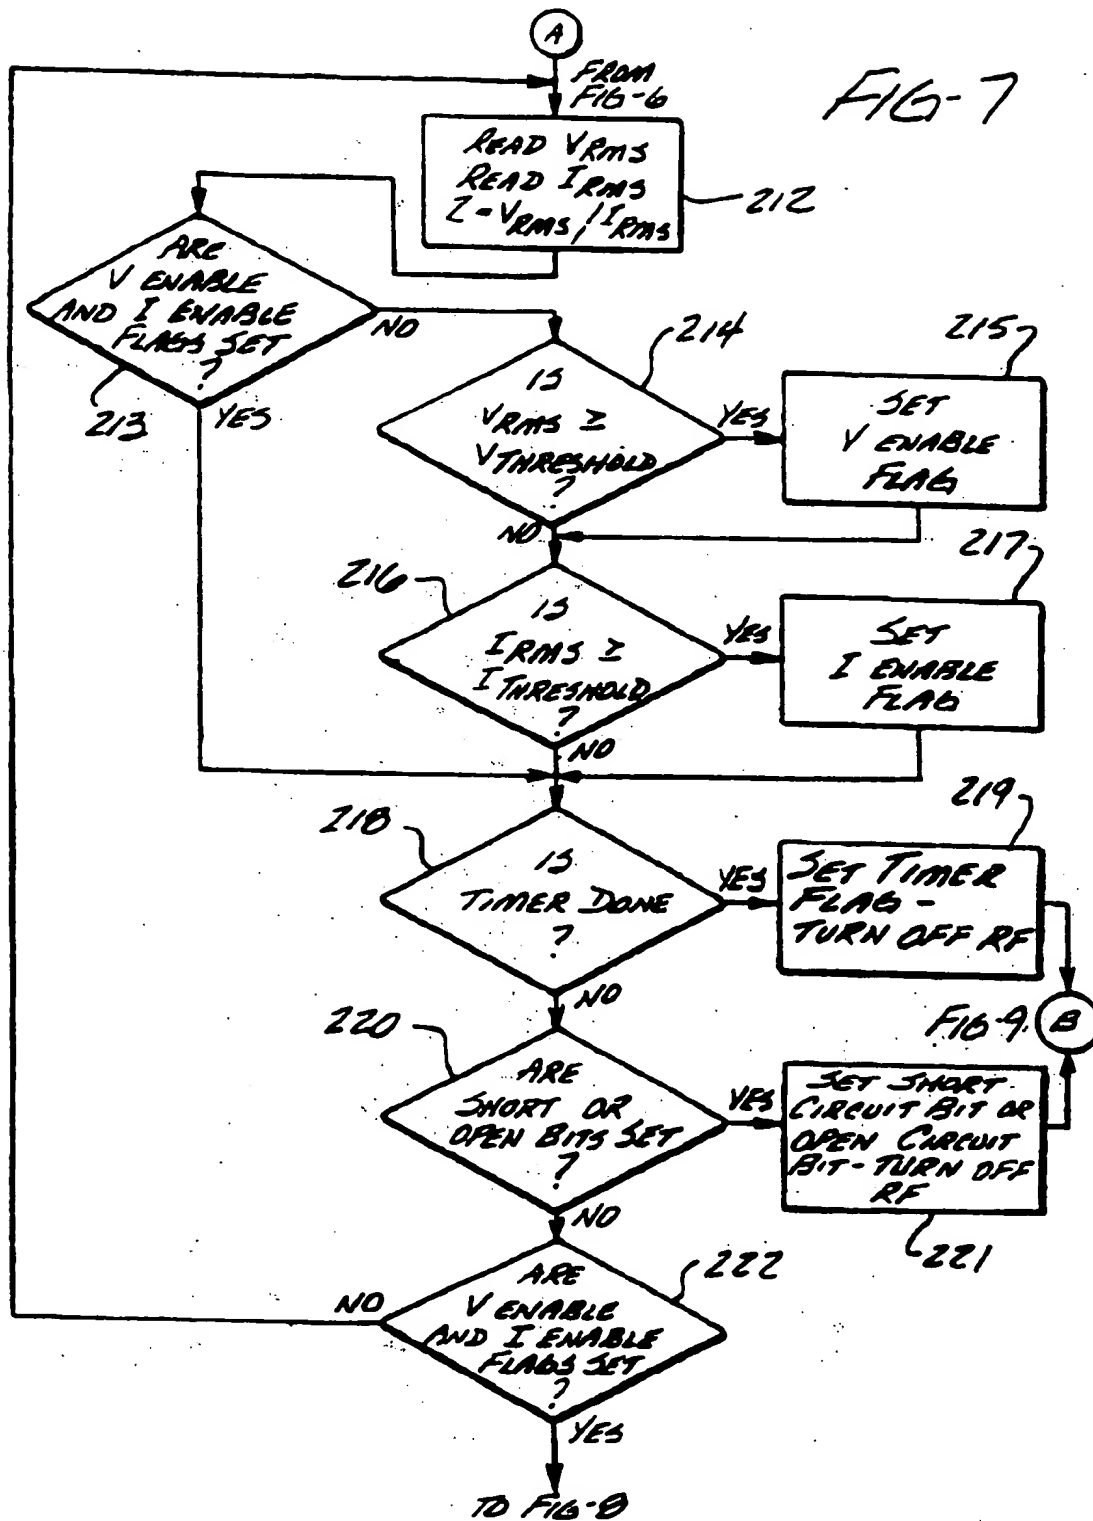 A
FROM
FIG-6
FIG-7
READ VRMS
READ IRMS
Z=VRMS/IRMS
212
ARE
V ENABLE
AND I ENABLE
FLAGS SET
?
NO
213
YES
214
IS
VRMS ≥
VTHRESHOLD
?
YES
NO
215
SET
V ENABLE
FLAG
216
IS
IRMS ≥
ITHRESHOLD
?
YES
NO
217
SET
I ENABLE
FLAG
218
IS
TIMER DONE
?
YES
NO
219
SET TIMER
FLAG-
TURN OFF RF
FIG-9
B
220
ARE
SHORT OR
OPEN BITS SET
?
YES
NO
SET SHORT
CIRCUIT BIT OR
OPEN CIRCUIT
BIT-TURN OFF
RF
221
222
ARE
V ENABLE
AND I ENABLE
FLAGS SET
?
NO
YES
TO FIG-8